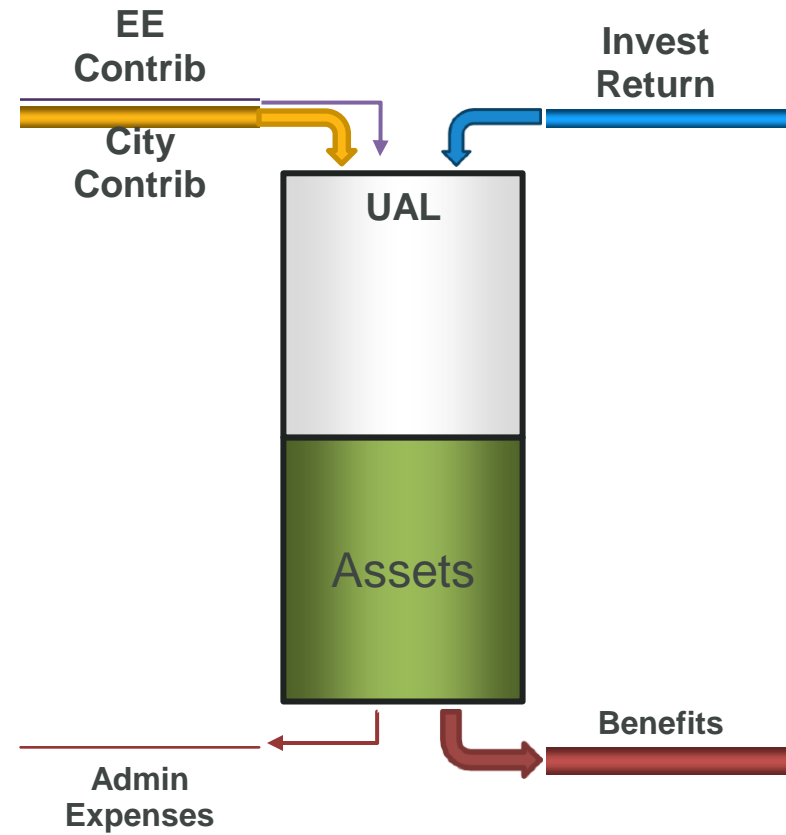 EE
Contrib
City
Contrib
Invest
Return
UAL
Assets
Admin
Expenses
Benefits